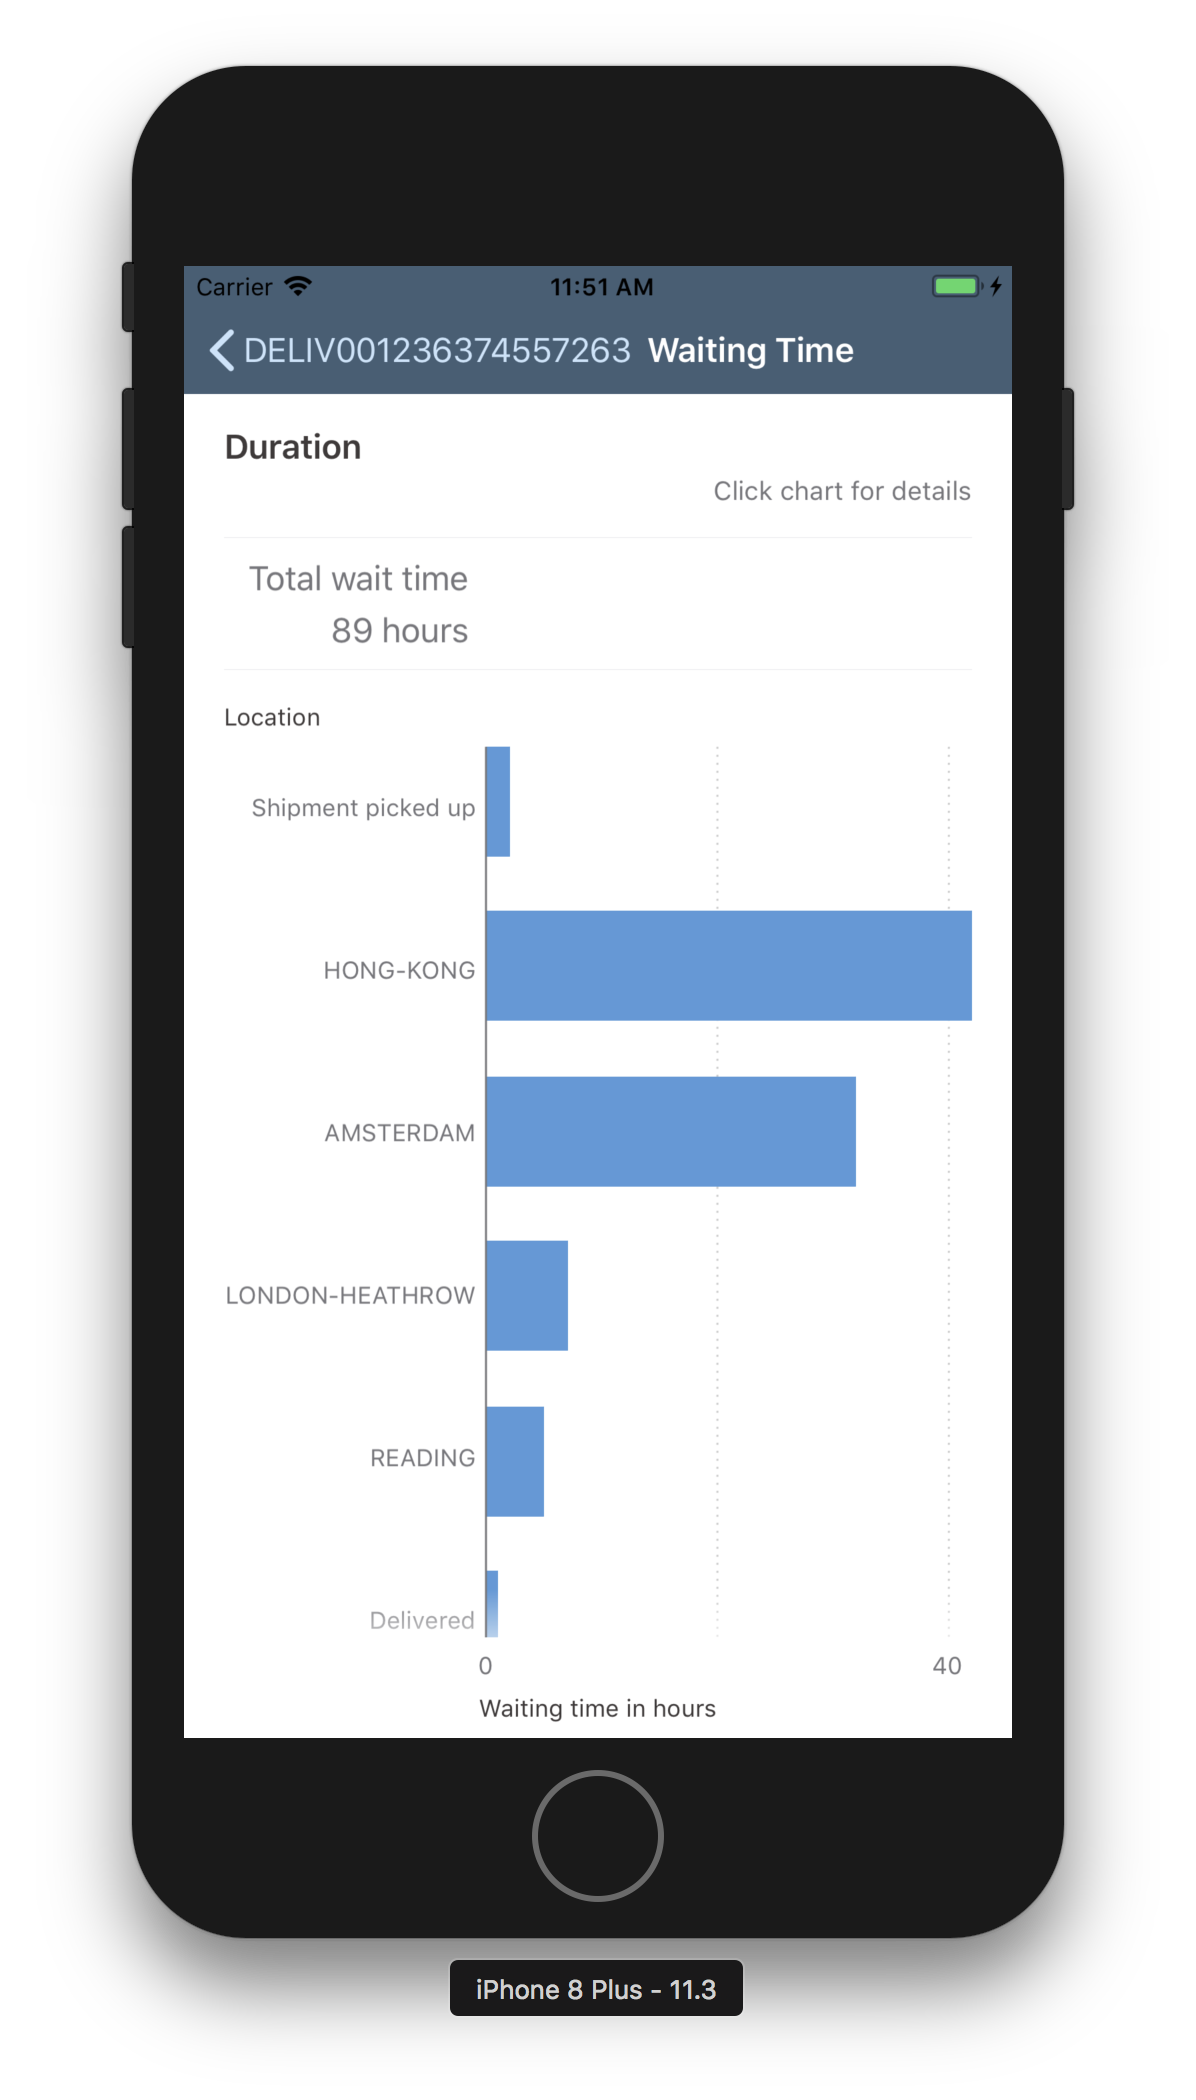 Carrier 11:51 AM
DELIV001236374557263 Waiting Time
Duration
Click chart for details
Total wait time
89 hours
Location
Shipment picked up
HONG-KONG
AMSTERDAM
LONDON-HEATHROW
READING
Delivered
0 40
Waiting time in hours
iPhone 8 Plus - 11.3